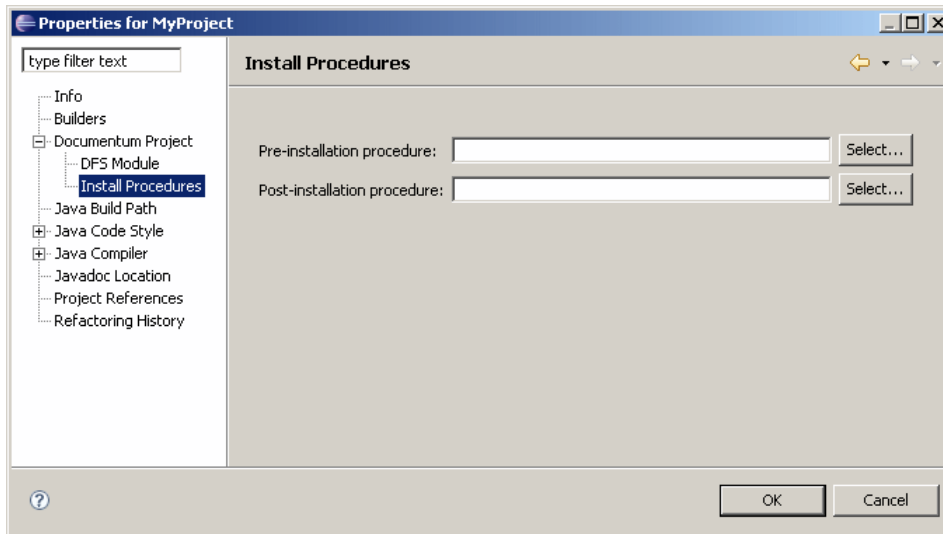 Properties for MyProject
type filter text
Info
Builders
Documentum Project
DFS Module
Install Procedures
Java Build Path
Java Code Style
Java Compiler
Javadoc Location
Project References
Refactoring History
Install Procedures
Pre-installation procedure:
Select...
Post-installation procedure:
Select...
?
OK
Cancel